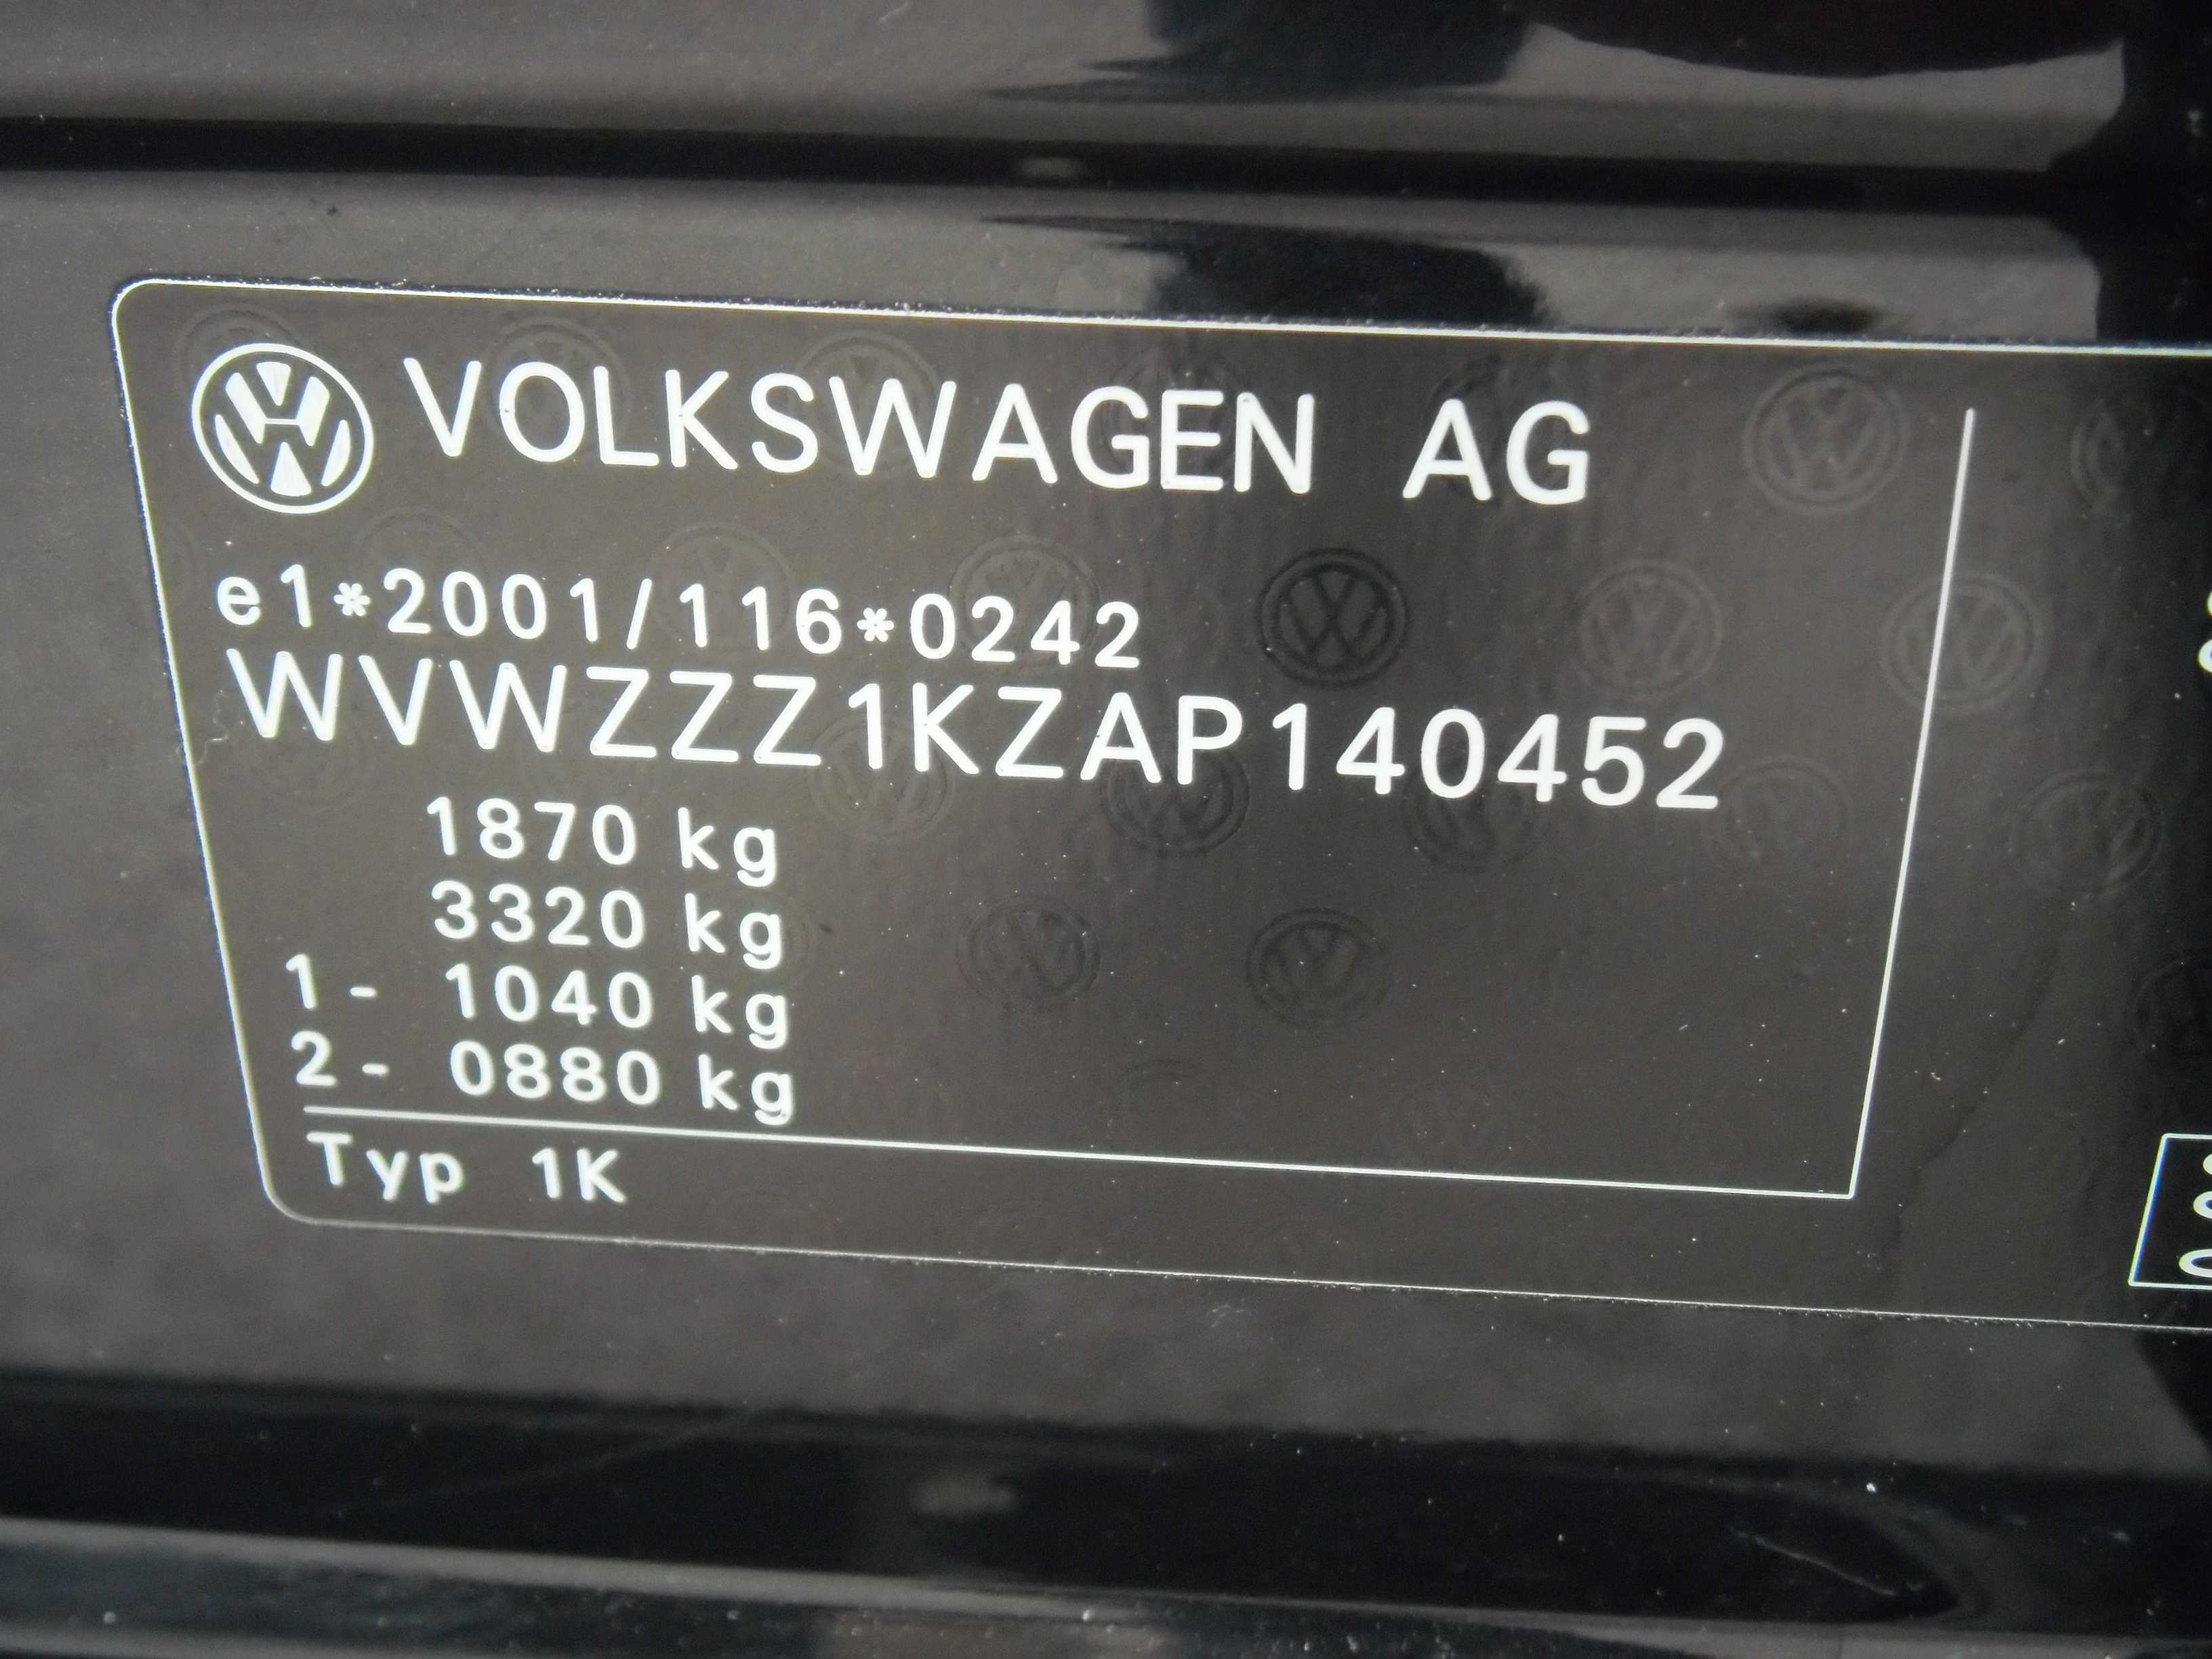 VOLKSWAGEN AG
e1*2001/116*0242
WVWZZZ1KZAP140452
1870 kg
3320 kg
1 - 1040 kg
2 - 0880 kg
Typ 1K